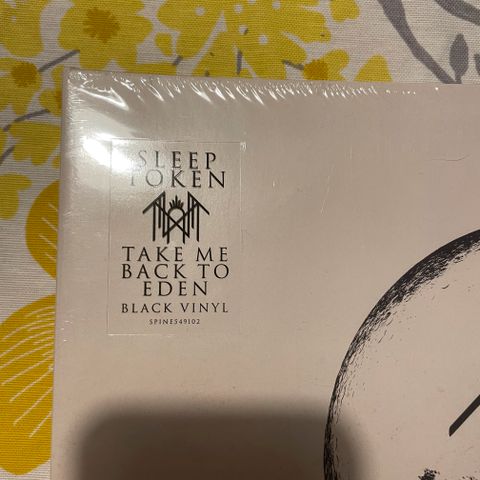 SLEEP
TOKEN
TAKE ME
BACK TO
EDEN
BLACK VINYL
SPINE549102